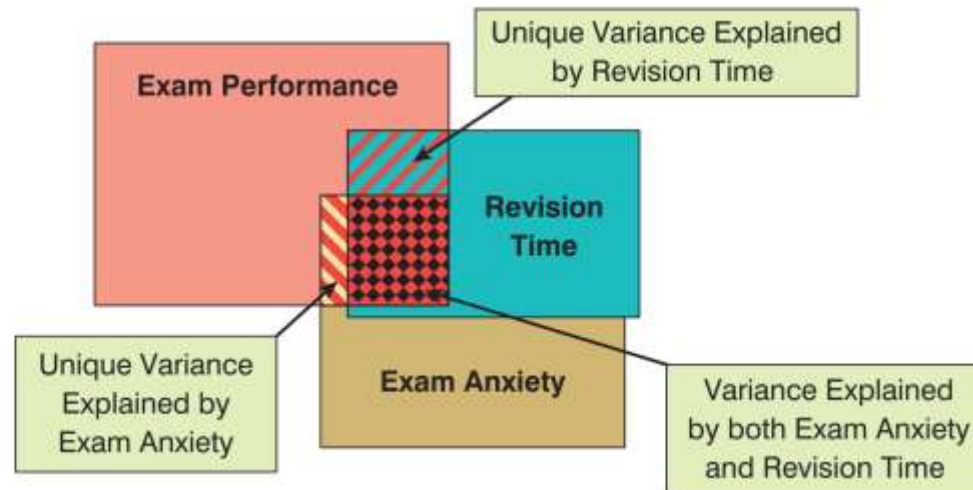 Unique Variance Explained
by Revision Time
Exam Performance
Revision
Time
Unique Variance
Explained by
Exam Anxiety
Exam Anxiety
Variance Explained
by both Exam Anxiety
and Revision Time